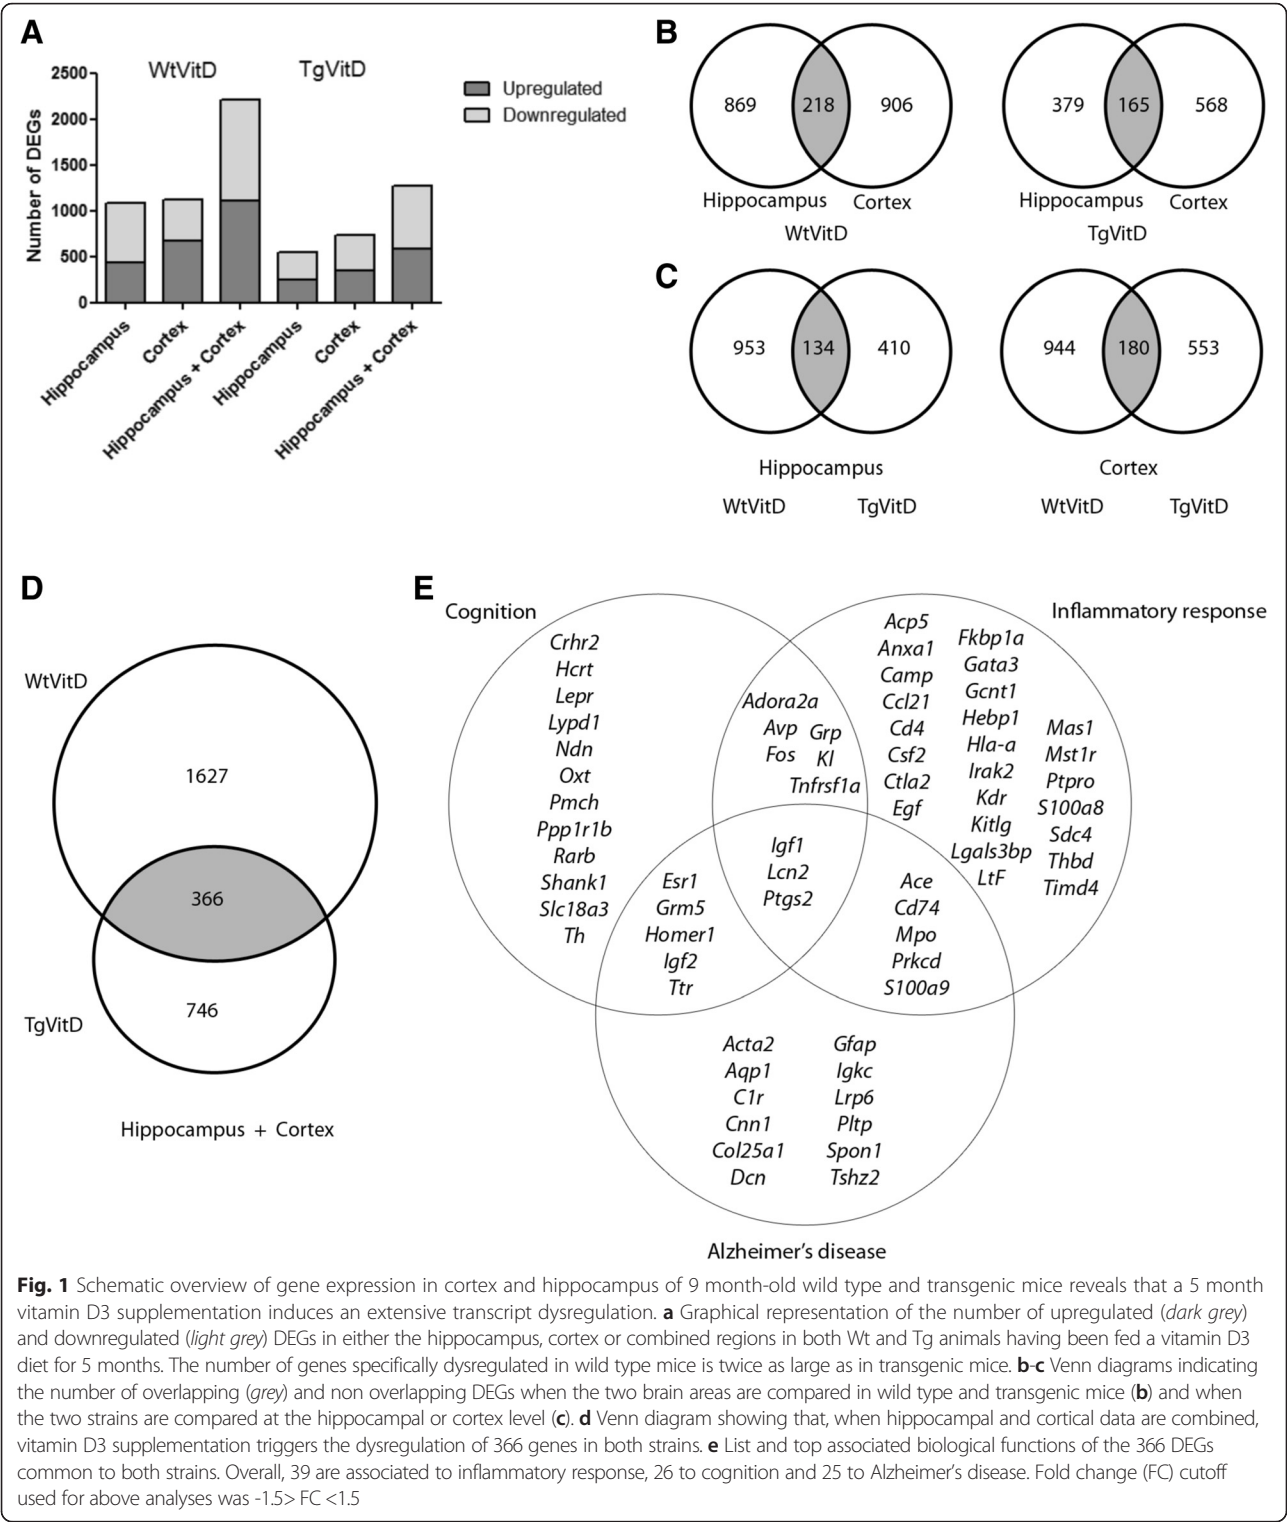 A
WtVitD
TgVitD
Number of DEGs
2500
2000
1500
1000
500
0
Hippocampus
Cortex
Hippocampus + Cortex
Hippocampus
Cortex
Hippocampus + Cortex
Upregulated
Downregulated
B
869
218
906
Hippocampus
Cortex
WtVitD
379
165
568
Hippocampus
Cortex
TgVitD
C
953
134
410
Hippocampus
WtVitD
TgVitD
944
180
553
Cortex
WtVitD
TgVitD
D
WtVitD
1627
366
746
TgVitD
Hippocampus + Cortex
E
Cognition
Crhr2
Hcrt
Lepr
Lypd1
Ndn
Oxt
Pmch
Ppp1r1b
Rarb
Shank1
Slc18a3
Th
Adora2a
Avp
Grp
Fos
Kl
Tnfrsf1a
Inflammatory response
Acp5
Anxa1
Camp
Ccl21
Cd4
Csf2
Ctla2
Egf
Fkbp1a
Gata3
Gcnt1
Hebp1
Hla-a
Irak2
Kdr
Kitlg
Lgals3bp
LtF
Mas1
Mst1r
Ptpro
S100a8
Sdc4
Thbd
Timd4
Igf1
Lcn2
Ptgs2
Esr1
Grm5
Homer1
Igf2
Ttr
Ace
Cd74
Mpo
Prkcd
S100a9
Acta2
Aqp1
C1r
Cnn1
Col25a1
Dcn
Gfap
Igkc
Lrp6
Pltp
Spon1
Tshz2
Alzheimer's disease
Fig. 1 Schematic overview of gene expression in cortex and hippocampus of 9 month-old wild type and transgenic mice reveals that a 5 month
vitamin D3 supplementation induces an extensive transcript dysregulation. a Graphical representation of the number of upregulated (dark grey)
and downregulated (light grey) DEGs in either the hippocampus, cortex or combined regions in both Wt and Tg animals having been fed a vitamin D3
diet for 5 months. The number of genes specifically dysregulated in wild type mice is twice as large as in transgenic mice. b-c Venn diagrams indicating
the number of overlapping (grey) and non overlapping DEGs when the two brain areas are compared in wild type and transgenic mice (b) and when
the two strains are compared at the hippocampal or cortex level (c). d Venn diagram showing that, when hippocampal and cortical data are combined,
vitamin D3 supplementation triggers the dysregulation of 366 genes in both strains. e List and top associated biological functions of the 366 DEGs
common to both strains. Overall, 39 are associated to inflammatory response, 26 to cognition and 25 to Alzheimer's disease. Fold change (FC) cutoff
used for above analyses was -1.5> FC <1.5